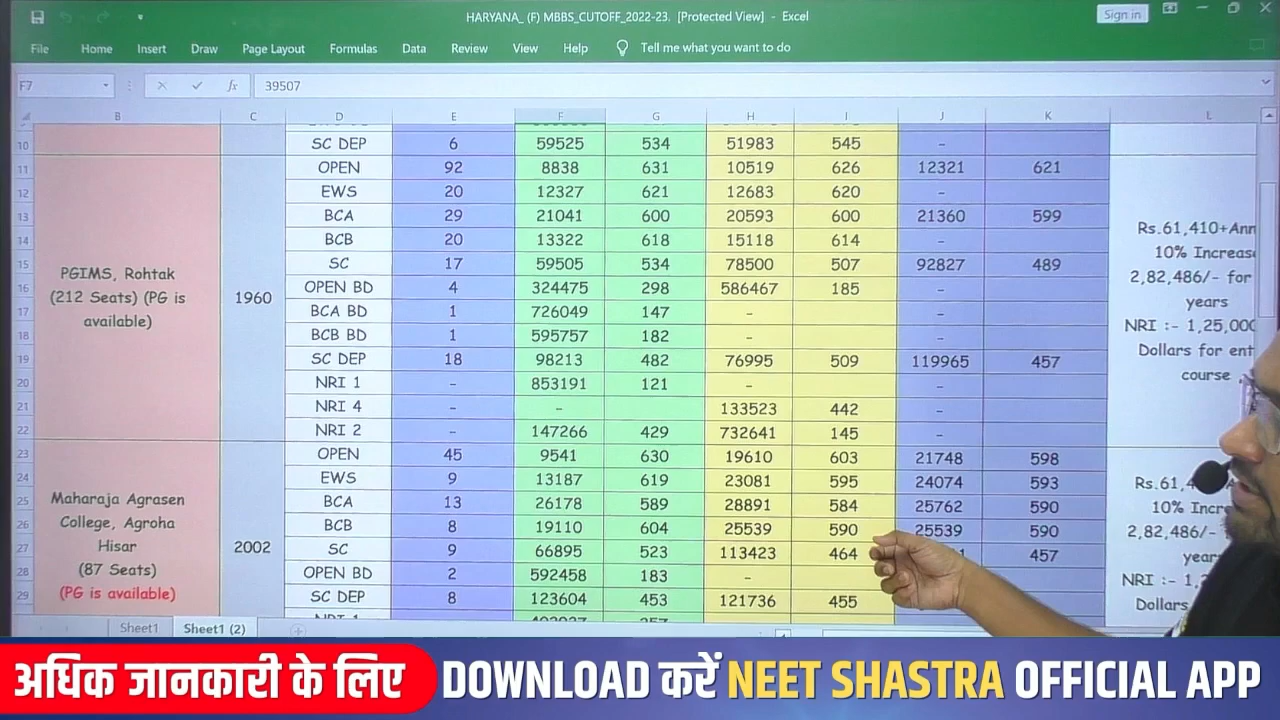 HARYANA_ (F) MBBS_CUTOFF_2022-23. [Protected View] - Excel
Sign in
File Home Insert Draw Page Layout Formulas Data Review View Help Tell me what you want to do
F7 fx 39507
B C D E F G H I J K L
10 SC DEP 6 59525 534 51983 545 -
11 OPEN 92 8838 631 10519 626 12321 621
12 EWS 20 12327 621 12683 620 -
13 BCA 29 21041 600 20593 600 21360 599
14 BCB 20 13322 618 15118 614 -
15 SC 17 59505 534 78500 507 92827 489
16 OPEN BD 4 324475 298 586467 185 -
17 BCA BD 1 726049 147 - -
18 BCB BD 1 595757 182 - -
19 SC DEP 18 98213 482 76995 509 119965 457
20 NRI 1 - 853191 121 - -
21 NRI 4 - - 133523 442 -
22 NRI 2 - 147266 429 732641 145 -
PGIMS, Rohtak
(212 Seats) (PG is
available)
1960
Rs.61,410+Ann
10% Increase
2,82,486/- for
years
NRI :- 1,25,000
Dollars for ent
course
23 OPEN 45 9541 630 19610 603 21748 598
24 EWS 9 13187 619 23081 595 24074 593
25 BCA 13 26178 589 28891 584 25762 590
26 BCB 8 19110 604 25539 590 25539 590
27 SC 9 66895 523 113423 464 457
28 OPEN BD 2 592458 183 -
29 SC DEP 8 123604 453 121736 455
Maharaja Agrasen
College, Agroha
Hisar
(87 Seats)
(PG is available)
2002
10% Incre
2,82,486/-
year
NRI :- 1,2
Dollars
Sheet1 Sheet1 (2)
अधिक जानकारी के लिए DOWNLOAD करें NEET SHASTRA OFFICIAL APP